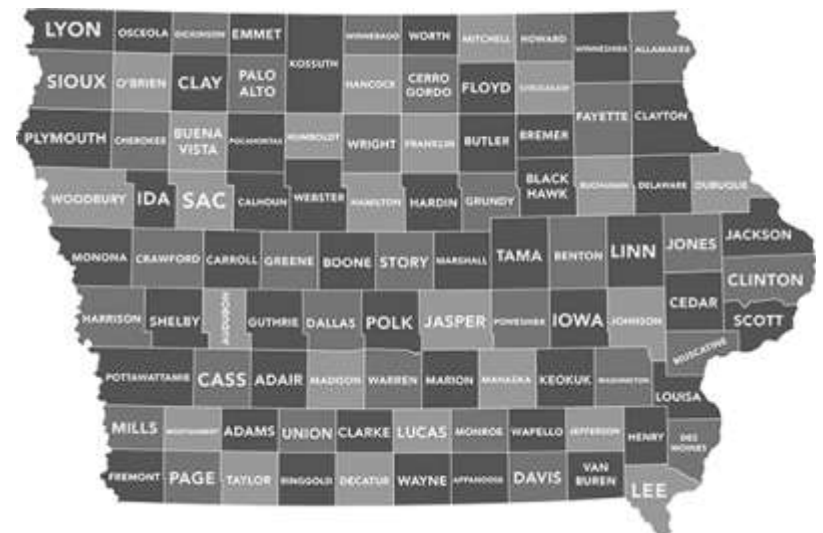 LYON
OSCEOLA
DICKINSON
EMMET
KOSSUTH
WINNEBAGO
WORTH
MITCHELL
HOWARD
WINNESHIEK
ALLAMAKEE
SIOUX
O'BRIEN
CLAY
PALO
ALTO
HANCOCK
CERRO
GORDO
FLOYD
CHICKASAW
FAYETTE
CLAYTON
PLYMOUTH
CHEROKEE
BUENA
VISTA
POCAHONTAS
HUMBOLDT
WRIGHT
FRANKLIN
BUTLER
BREMER
WOODBURY
IDA
SAC
CALHOUN
WEBSTER
HAMILTON
HARDIN
GRUNDY
BLACK
HAWK
BUCHANAN
DELAWARE
DUBUQUE
MONONA
CRAWFORD
CARROLL
GREENE
BOONE
STORY
MARSHALL
TAMA
BENTON
LINN
JONES
JACKSON
CLINTON
HARRISON
SHELBY
AUDUBON
GUTHRIE
DALLAS
POLK
JASPER
POWESHIEK
IOWA
JOHNSON
CEDAR
SCOTT
MUSCATINE
POTTAWATTAMIE
CASS
ADAIR
MADISON
WARREN
MARION
MAHASKA
KEOKUK
WASHINGTON
LOUISA
MILLS
MONTGOMERY
ADAMS
UNION
CLARKE
LUCAS
MONROE
WAPELLO
JEFFERSON
HENRY
DES
MOINES
FREMONT
PAGE
TAYLOR
RINGGOLD
DECATUR
WAYNE
APPANOOSE
DAVIS
VAN
BUREN
LEE